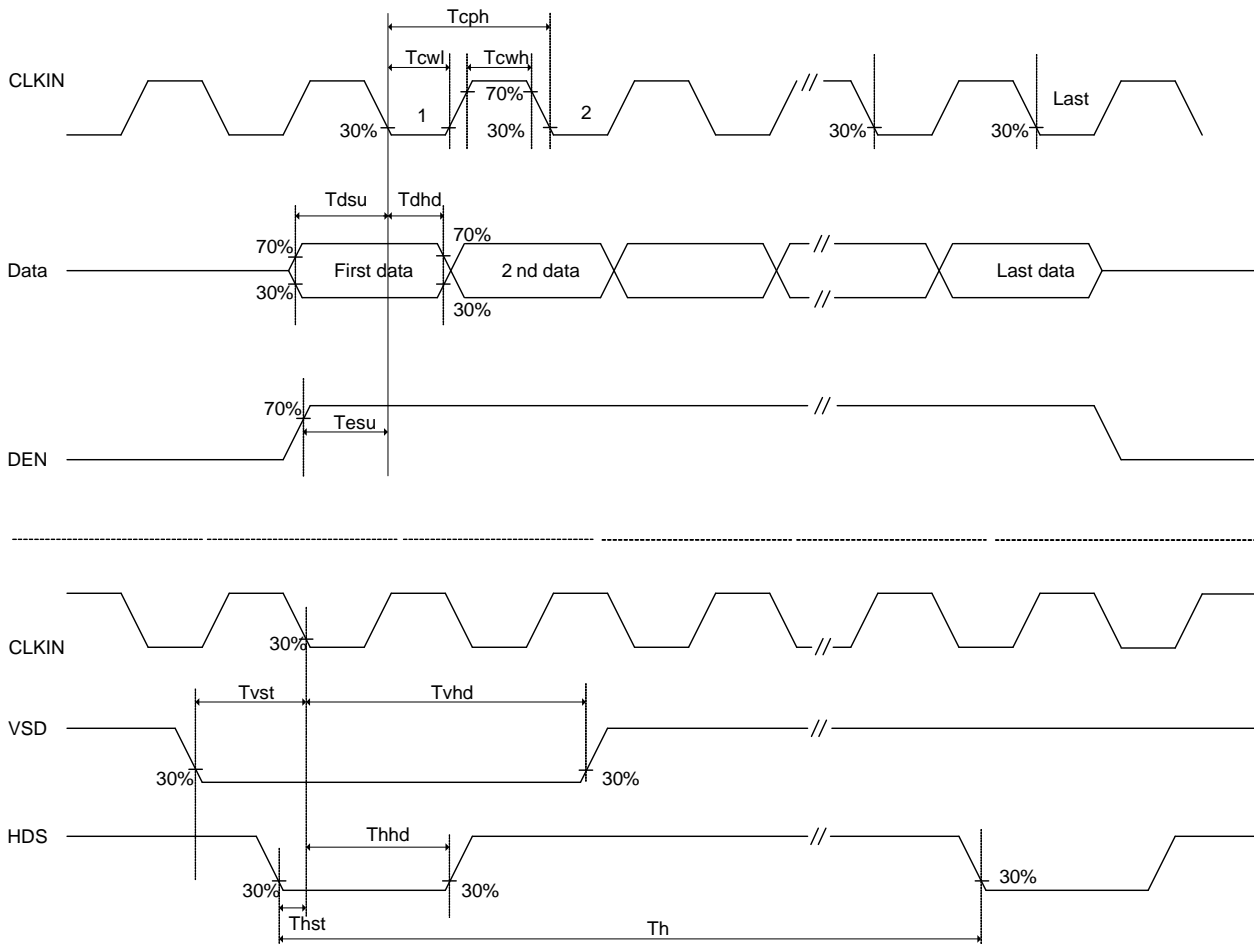 Tcph
Tcwl Tcwh
CLKIN
70% Last
1 2
30% 30% 30% 30%
Tdsu Tdhd
70% 70%
Data First data 2 nd data // Last data
30% 30%
70%
Tesu
DEN
CLKIN 30%
Tvst Tvhd
VSD
30% 30%
HDS Thhd
30% 30% 30%
Thst Th